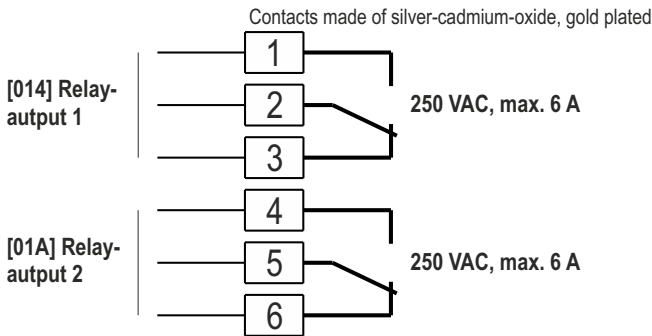 Contacts made of silver-cadmium-oxide, gold plated
1
[014] Relay-
autput 1
2
250 VAC, max. 6 A
3
4
[01A] Relay-
autput 2
5
250 VAC, max. 6 A
6